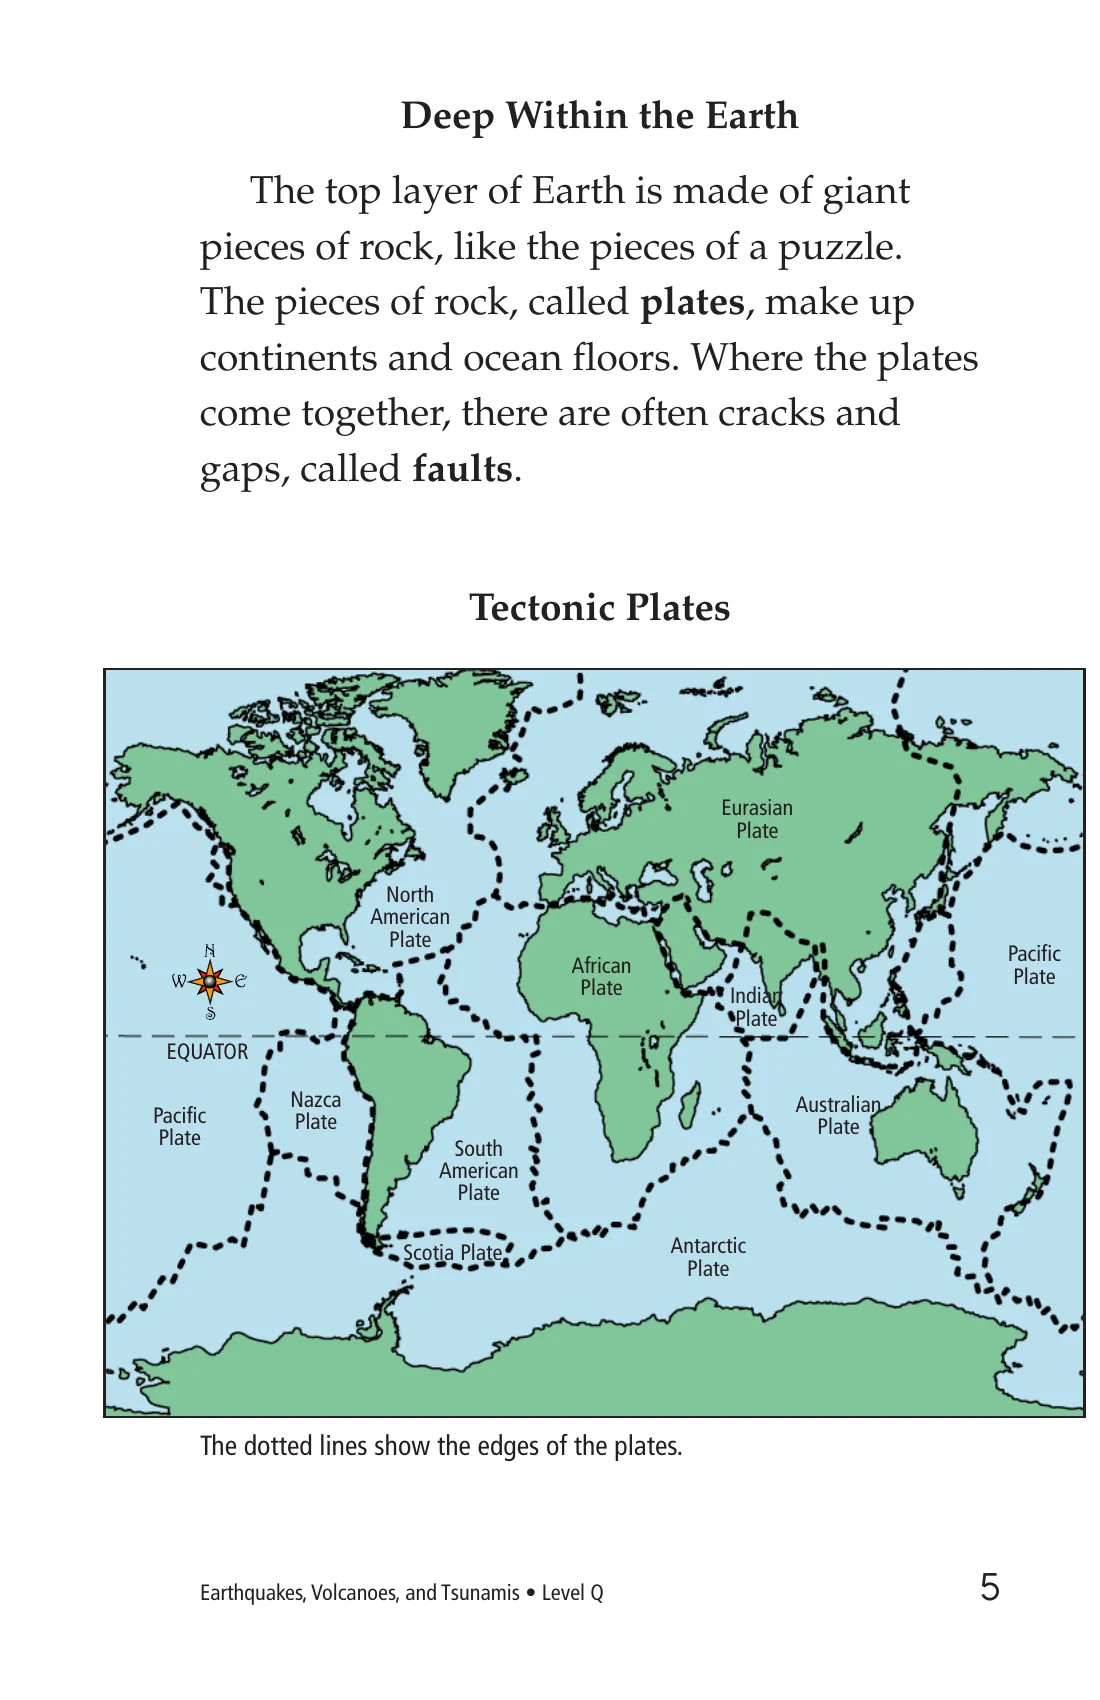 Deep Within the Earth
The top layer of Earth is made of giant
pieces of rock, like the pieces of a puzzle.
The pieces of rock, called plates, make up
continents and ocean floors. Where the plates
come together, there are often cracks and
gaps, called faults.
Tectonic Plates
Eurasian
Plate
North
American
Plate
African
Plate
Indian
Plate
Pacific
Plate
N
W E
S
EQUATOR
Pacific
Plate
Nazca
Plate
South
American
Plate
Australian
Plate
Scotia Plate
Antarctic
Plate
The dotted lines show the edges of the plates.
Earthquakes, Volcanoes, and Tsunamis • Level Q
5